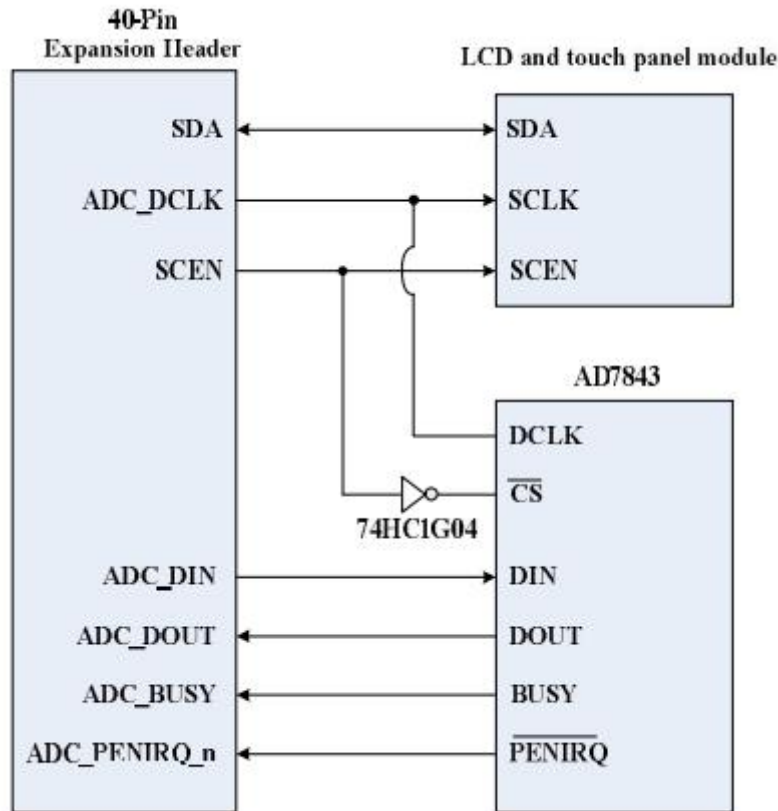 40-Pin
Expansion Header
LCD and touch panel module
SDA
SDA
ADC_DCLK
SCLK
SCEN
SCEN
AD7843
DCLK
CS
74HC1G04
ADC_DIN
DIN
ADC_DOUT
DOUT
ADC_BUSY
BUSY
ADC_PENIRQ_n
PENIRQ